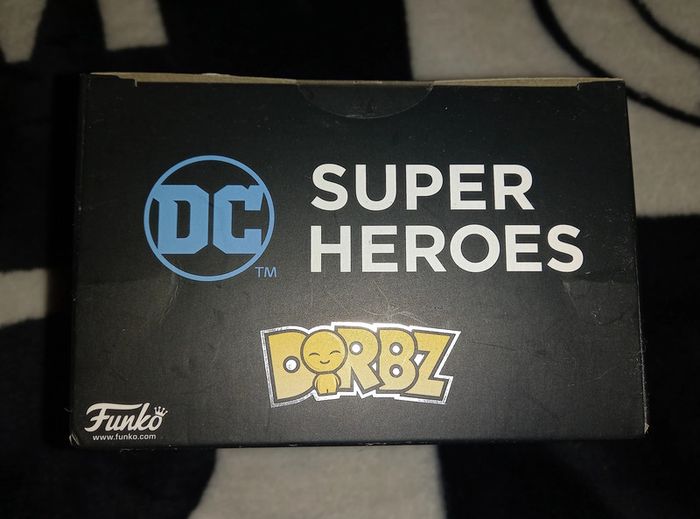 DC
TM
SUPER
HEROES
DORBZ
Funko
www.funko.com